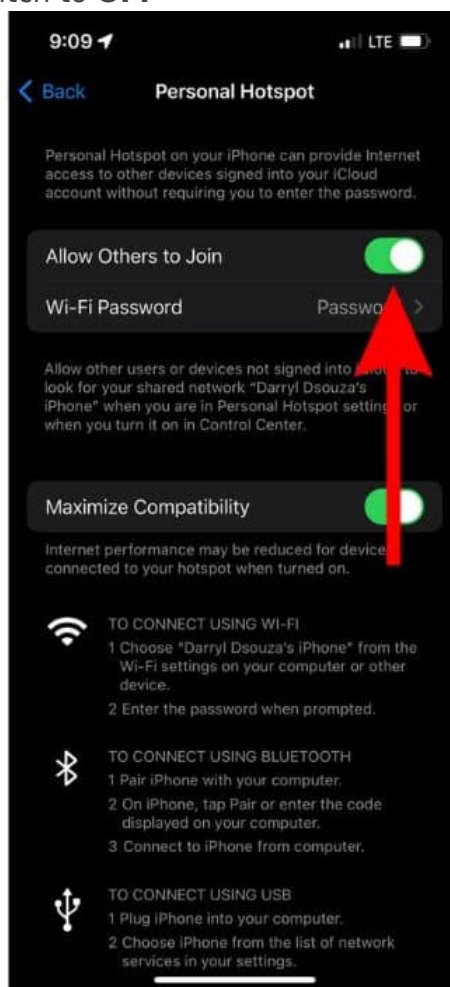 9:09 LTE
Back Personal Hotspot
Personal Hotspot on your iPhone can provide Internet
access to other devices signed into your iCloud
account without requiring you to enter the password.
Allow Others to Join
Wi-Fi Password
Allow other users or devices not signed into
look for your shared network “Darryl Dsouza’s
iPhone” when you are in Personal Hotspot or
when you turn it on in Control Center.
Maximize Compatibility
Internet performance may be reduced for
connected to your hotspot when turned on.
TO CONNECT USING WI-FI
1 Choose “Darryl Dsouza’s iPhone” from the
Wi-Fi settings on your computer or other
device.
2 Enter the password when prompted.
TO CONNECT USING BLUETOOTH
1 Pair iPhone with your computer.
2 On iPhone, tap Pair or enter the code
displayed on your computer.
3 Connect to iPhone from computer.
TO CONNECT USING USB
1 Plug iPhone into your computer.
2 Choose iPhone from the list of network
services in your settings.